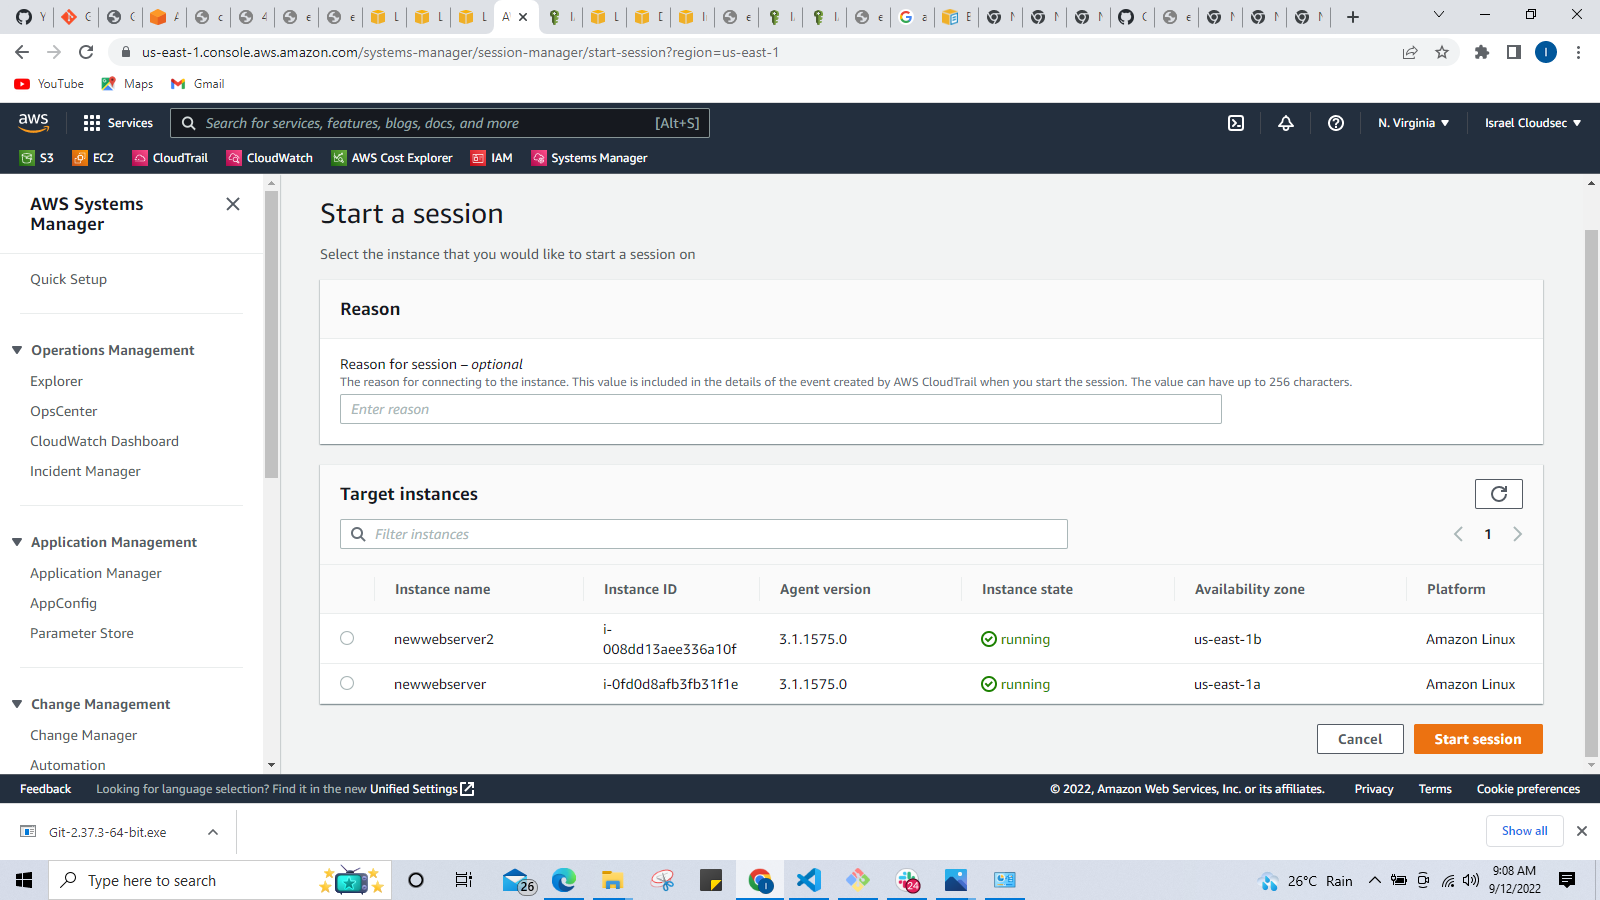 us-east-1.console.aws.amazon.com/systems-manager/session-manager/start-session?region=us-east-1
YouTube Maps Gmail
aws Services Search for services, features, blogs, docs, and more [Alt+S] N. Virginia Israel Cloudsec
S3 EC2 CloudTrail CloudWatch AWS Cost Explorer IAM Systems Manager
AWS Systems
Manager
Quick Setup
Operations Management
Explorer
OpsCenter
CloudWatch Dashboard
Incident Manager
Application Management
Application Manager
AppConfig
Parameter Store
Change Management
Change Manager
Automation
Start a session
Select the instance that you would like to start a session on
Reason
Reason for session – optional
The reason for connecting to the instance. This value is included in the details of the event created by AWS CloudTrail when you start the session. The value can have up to 256 characters.
Enter reason
Target instances
Filter instances
1
Instance name Instance ID Agent version Instance state Availability zone Platform
newwebserver2 i-008dd13aee336a10f 3.1.1575.0 running us-east-1b Amazon Linux
newwebserver i-0fd0d8afb3fb31f1e 3.1.1575.0 running us-east-1a Amazon Linux
Cancel Start session
Feedback Looking for language selection? Find it in the new Unified Settings © 2022, Amazon Web Services, Inc. or its affiliates. Privacy Terms Cookie preferences
Git-2.37.3-64-bit.exe Show all
Type here to search 26 24 26°C Rain 9:08 AM
9/12/2022